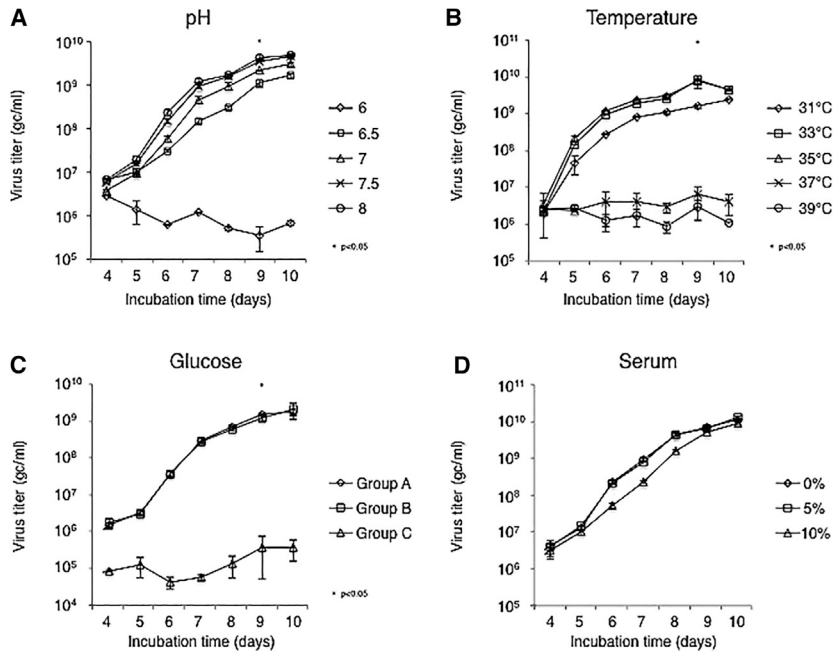 A
pH
*
Virus titer (gc/ml)
10^10
10^9
10^8
10^7
10^6
10^5
4 5 6 7 8 9 10
Incubation time (days)
6
6.5
7
7.5
8
* p<0.05
B
Temperature
*
Virus titer (gc/ml)
10^11
10^10
10^9
10^8
10^7
10^6
10^5
4 5 6 7 8 9 10
Incubation time (days)
31°C
33°C
35°C
37°C
39°C
* p<0.05
C
Glucose
*
Virus titer (gc/ml)
10^10
10^9
10^8
10^7
10^6
10^5
10^4
4 5 6 7 8 9 10
Incubation time (days)
Group A
Group B
Group C
* p<0.05
D
Serum
Virus titer (gc/ml)
10^11
10^10
10^9
10^8
10^7
10^6
10^5
4 5 6 7 8 9 10
Incubation time (days)
0%
5%
10%